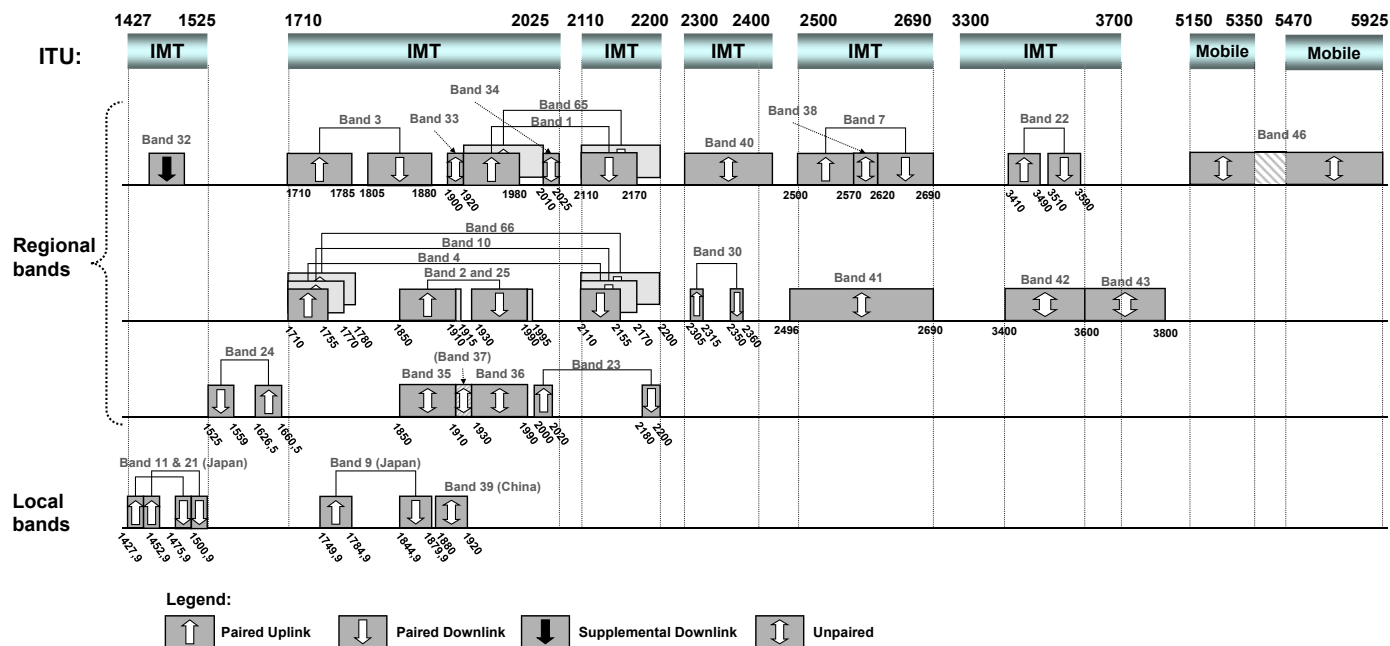 1427 1525 1710 2025 2110 2200 2300 2400 2500 2690 3300 3700 5150 5350 5470 5925
ITU: IMT IMT IMT IMT IMT IMT Mobile Mobile
Band 34
Band 33 Band 65 Band 38
Band 32 Band 3 Band 1 Band 40 Band 7 Band 22 Band 46
1710 1785 1805 1880 1900 1920 1980 2010 2025 2110 2170 2500 2570 2620 2690 3410 3490 3510 3590
Regional
bands
Band 66
Band 10
Band 4 Band 30
Band 2 and 25 Band 41 Band 42 Band 43
1710 1755 1770 1780 1850 1910 1915 1930 1990 1995 2110 2155 2170 2200 2305 2315 2350 2360 2496 2690 3400 3600 3800
Band 24 (Band 37)
Band 35 Band 36 Band 23
1525 1559 1626,5 1660,5 1850 1910 1930 1990 2000 2020 2180 2200
Local
bands
Band 11 & 21 (Japan) Band 9 (Japan)
Band 39 (China)
1427,9 1452,9 1475,9 1500,9 1749,9 1784,9 1844,9 1879,9 1880 1920
Legend:
Paired Uplink Paired Downlink Supplemental Downlink Unpaired